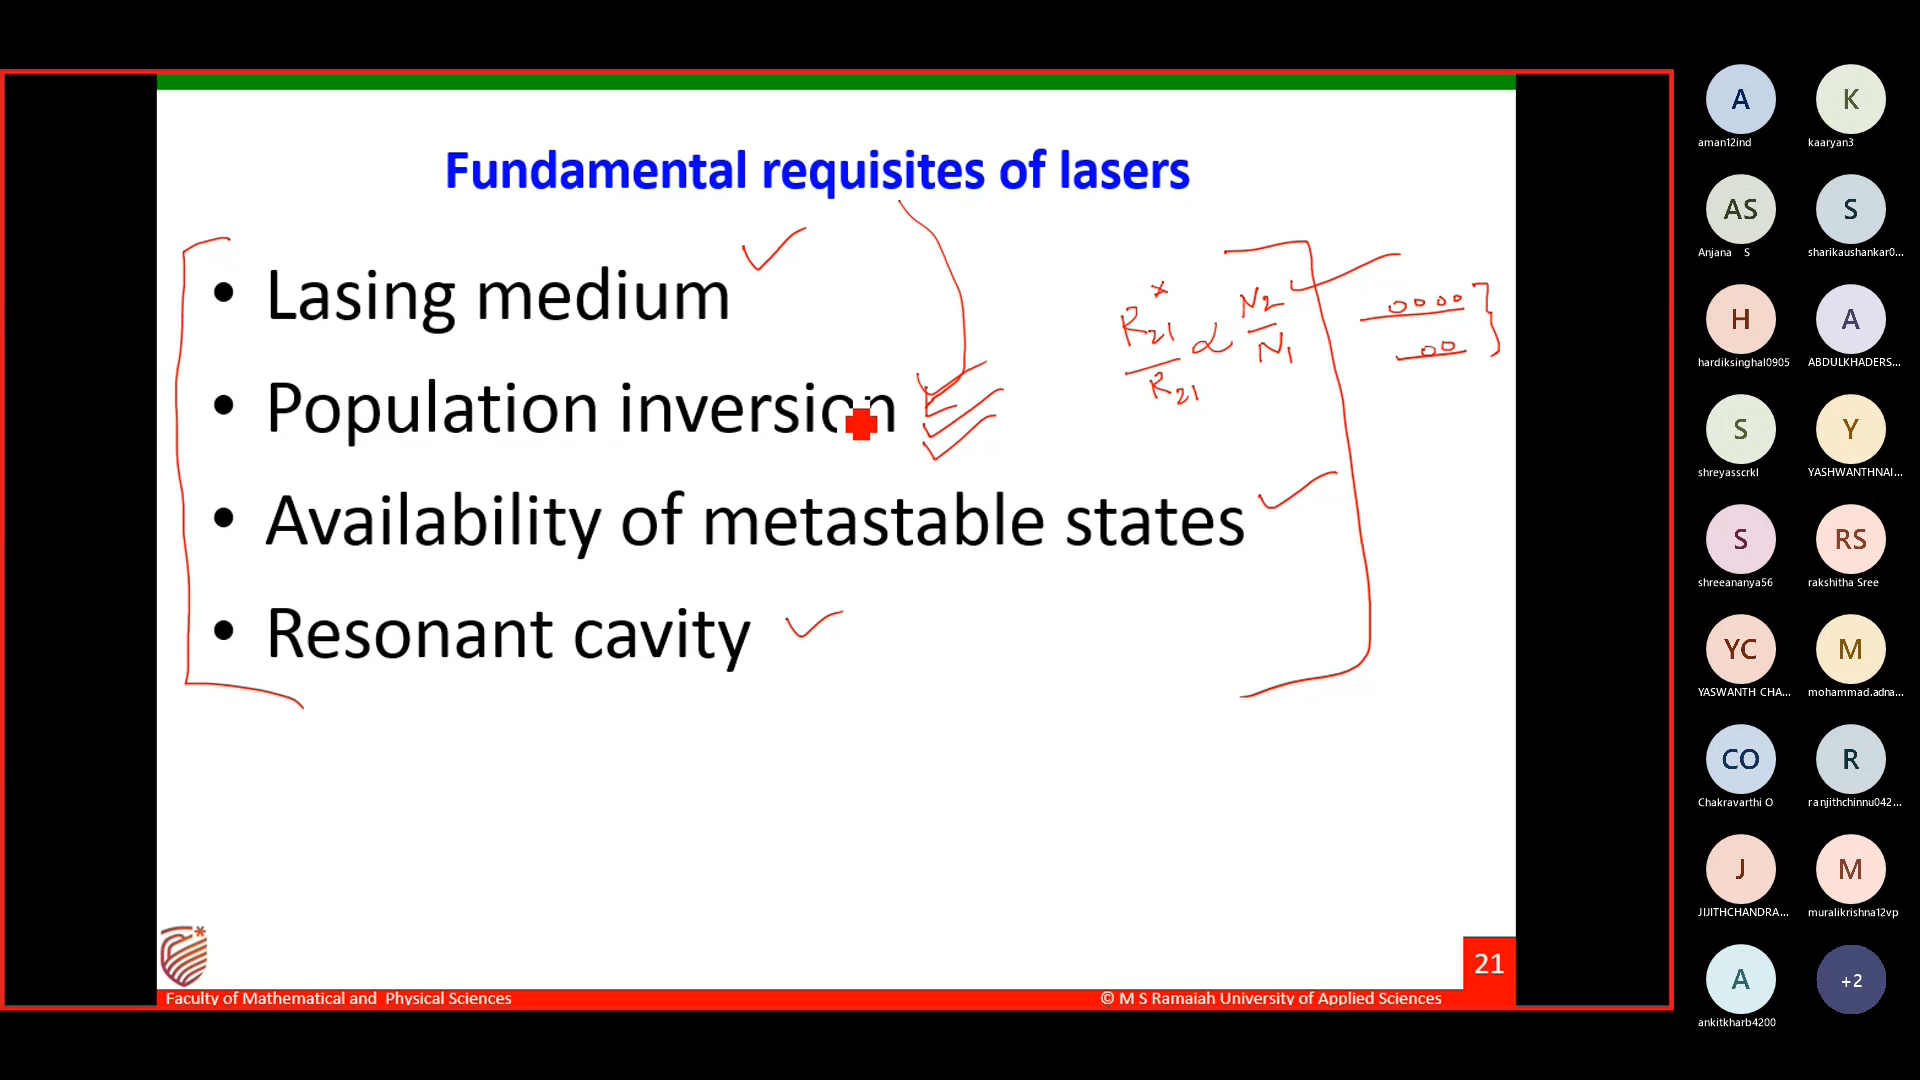 Fundamental requisites of lasers
• Lasing medium
• Population inversion
• Availability of metastable states
• Resonant cavity
R21* / R21 ∝ N2 / N1
oooo
oo
21
Faculty of Mathematical and Physical Sciences
© M S Ramaiah University of Applied Sciences
A K
aman12ind kaaryan3
AS S
Anjana S sharikaushankar0...
H A
hardiksinghal0905 ABDULKHADERS...
S Y
shreyasscrkl YASHWANTHNAI...
S RS
shreeananya56 rakshitha Sree
YC M
YASWANTH CHA... mohammad.adna...
CO R
Chakravarthi O ranjithchinnu042...
J M
JIJITHCHANDRA... muralikrishna12vp
A +2
ankitkharb4200